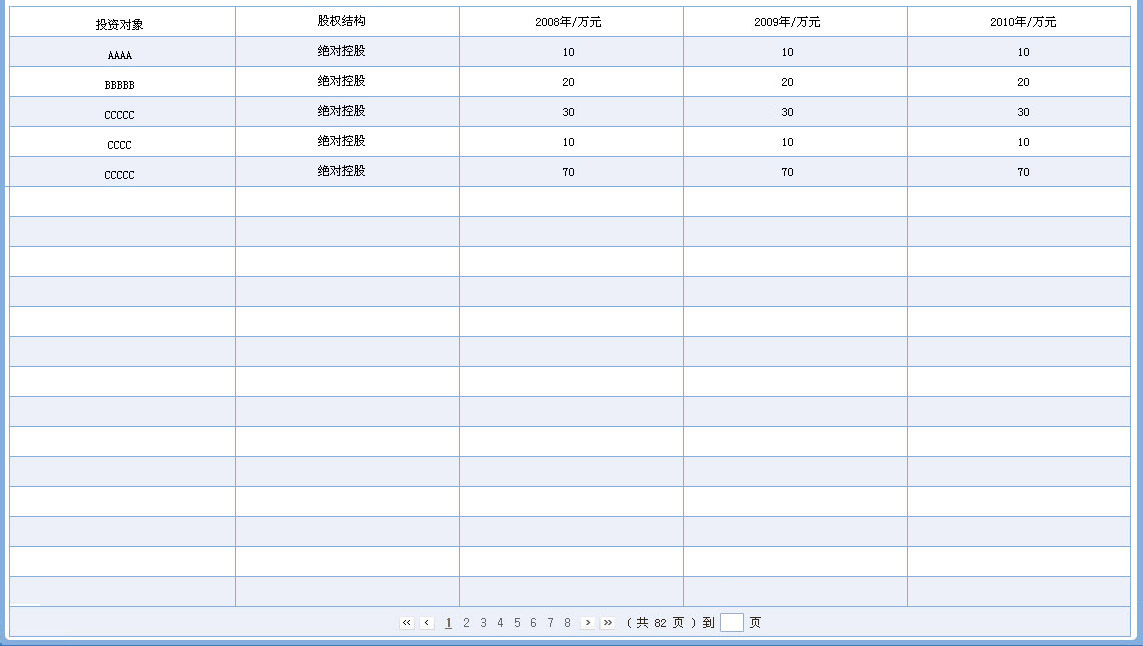 投资对象 股权结构 2008年/万元 2009年/万元 2010年/万元
AAAA 绝对控股 10 10 10
BBBBB 绝对控股 20 20 20
CCCCC 绝对控股 30 30 30
CCCC 绝对控股 10 10 10
CCCCC 绝对控股 70 70 70
« ‹ 1 2 3 4 5 6 7 8 › » ( 共 82 页 ) 到 页